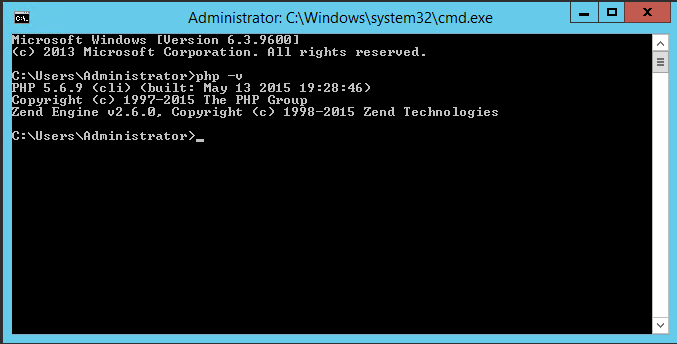 Administrator: C:\Windows\system32\cmd.exe
Microsoft Windows [Version 6.3.9600]
(c) 2013 Microsoft Corporation. All rights reserved.
C:\Users\Administrator>php -v
PHP 5.6.9 (cli) (built: May 13 2015 19:28:46)
Copyright (c) 1997-2015 The PHP Group
Zend Engine v2.6.0, Copyright (c) 1998-2015 Zend Technologies
C:\Users\Administrator>_